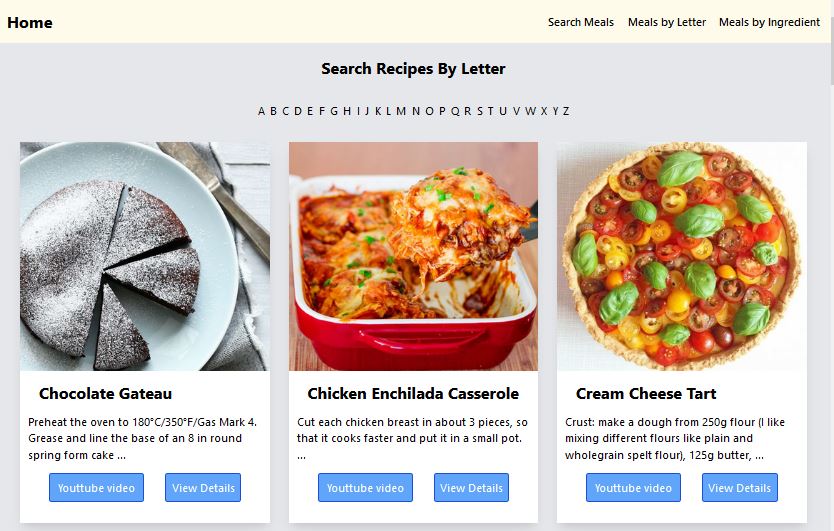 Home
Search Meals Meals by Letter Meals by Ingredient
Search Recipes By Letter
A B C D E F G H I J K L M N O P Q R S T U V W X Y Z
Chocolate Gateau
Preheat the oven to 180°C/350°F/Gas Mark 4.
Grease and line the base of an 8 in round
spring form cake ...
Youttube video
View Details
Chicken Enchilada Casserole
Cut each chicken breast in about 3 pieces, so
that it cooks faster and put it in a small pot.
...
Youttube video
View Details
Cream Cheese Tart
Crust: make a dough from 250g flour (I like
mixing different flours like plain and
wholegrain spelt flour), 125g butter, ...
Youttube video
View Details